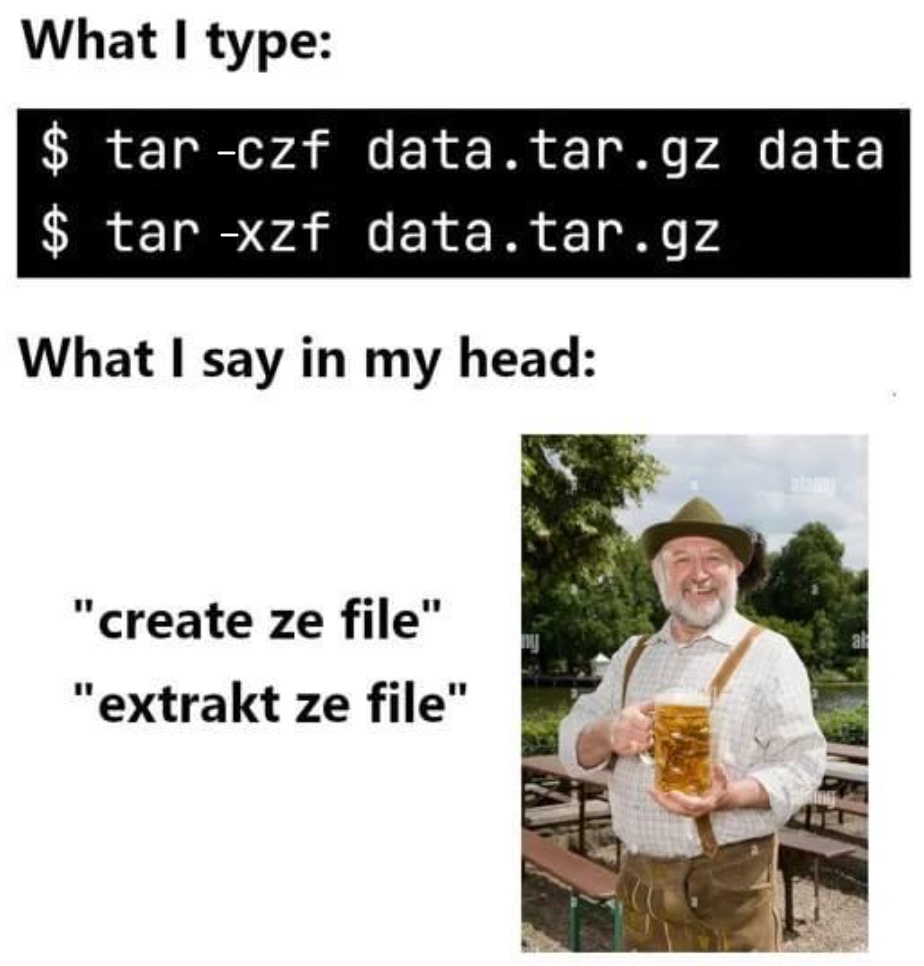 What I type:
$ tar -czf data.tar.gz data
$ tar -xzf data.tar.gz
What I say in my head:
"create ze file"
"extrakt ze file"
alamy